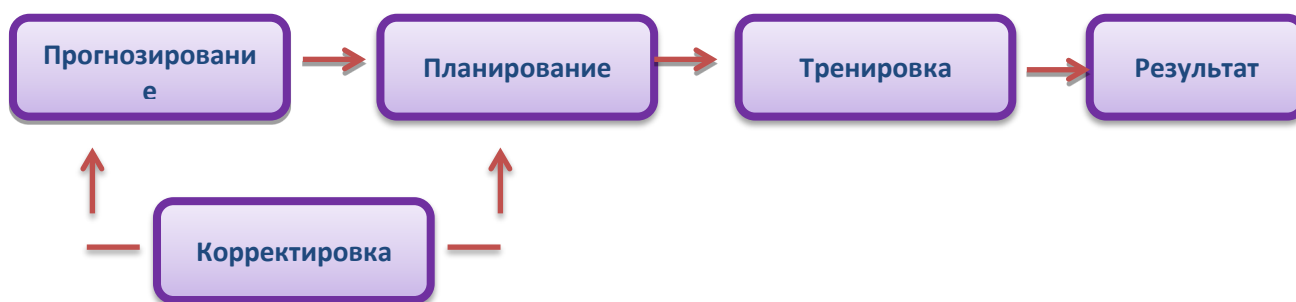 Прогнозировани
е
Планирование
Тренировка
Результат
Корректировка